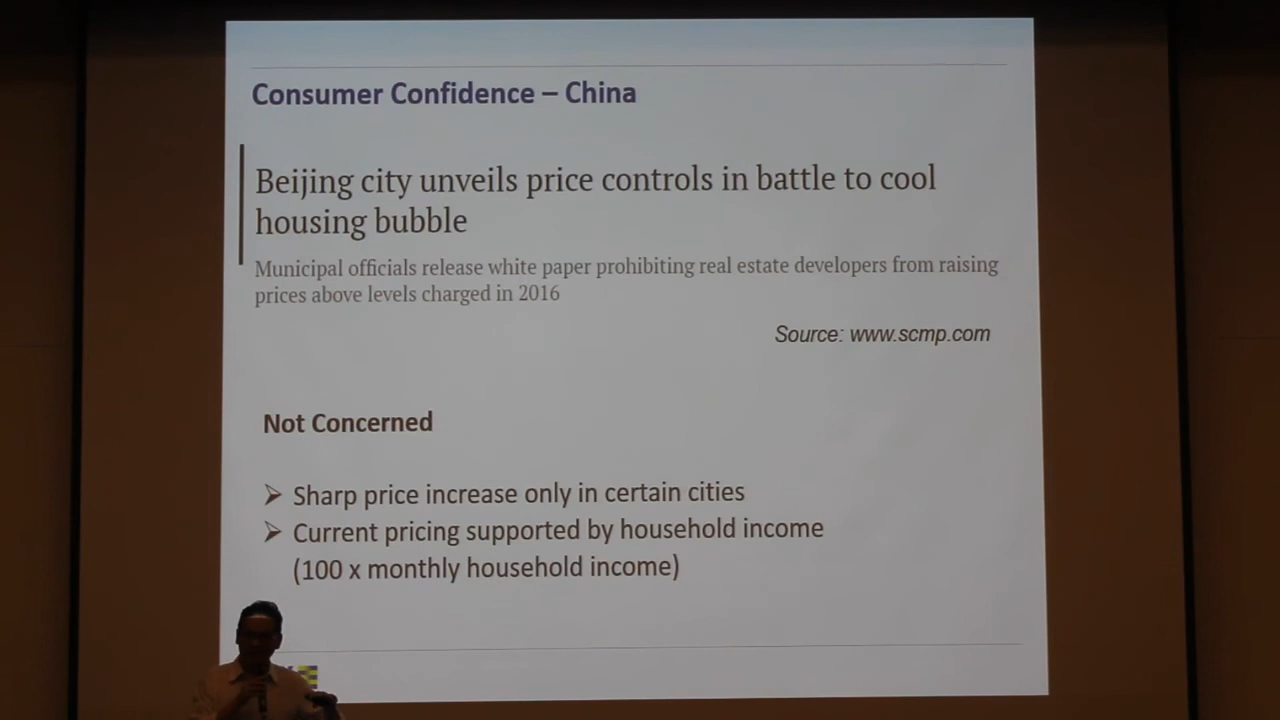 Consumer Confidence – China
Beijing city unveils price controls in battle to cool
housing bubble
Municipal officials release white paper prohibiting real estate developers from raising
prices above levels charged in 2016
Source: www.scmp.com
Not Concerned
➢ Sharp price increase only in certain cities
➢ Current pricing supported by household income
(100 x monthly household income)